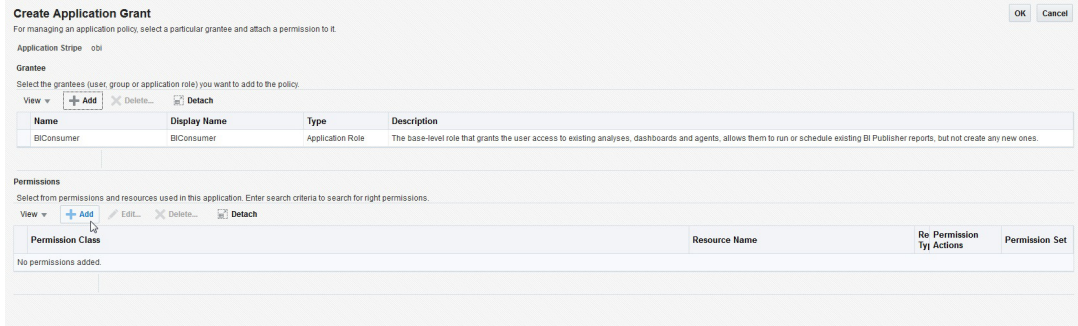 Create Application Grant
OK Cancel
For managing an application policy, select a particular grantee and attach a permission to it.
Application Stripe obi
Grantee
Select the grantees (user, group or application role) you want to add to the policy.
View Add Delete... Detach
Name Display Name Type Description
BIConsumer BIConsumer Application Role The base-level role that grants the user access to existing analyses, dashboards and agents, allows them to run or schedule existing BI Publisher reports, but not create any new ones.
Permissions
Select from permissions and resources used in this application. Enter search criteria to search for right permissions.
View Add Edit... Delete... Detach
Permission Class Resource Name Re Typ Permission Actions Permission Set
No permissions added.